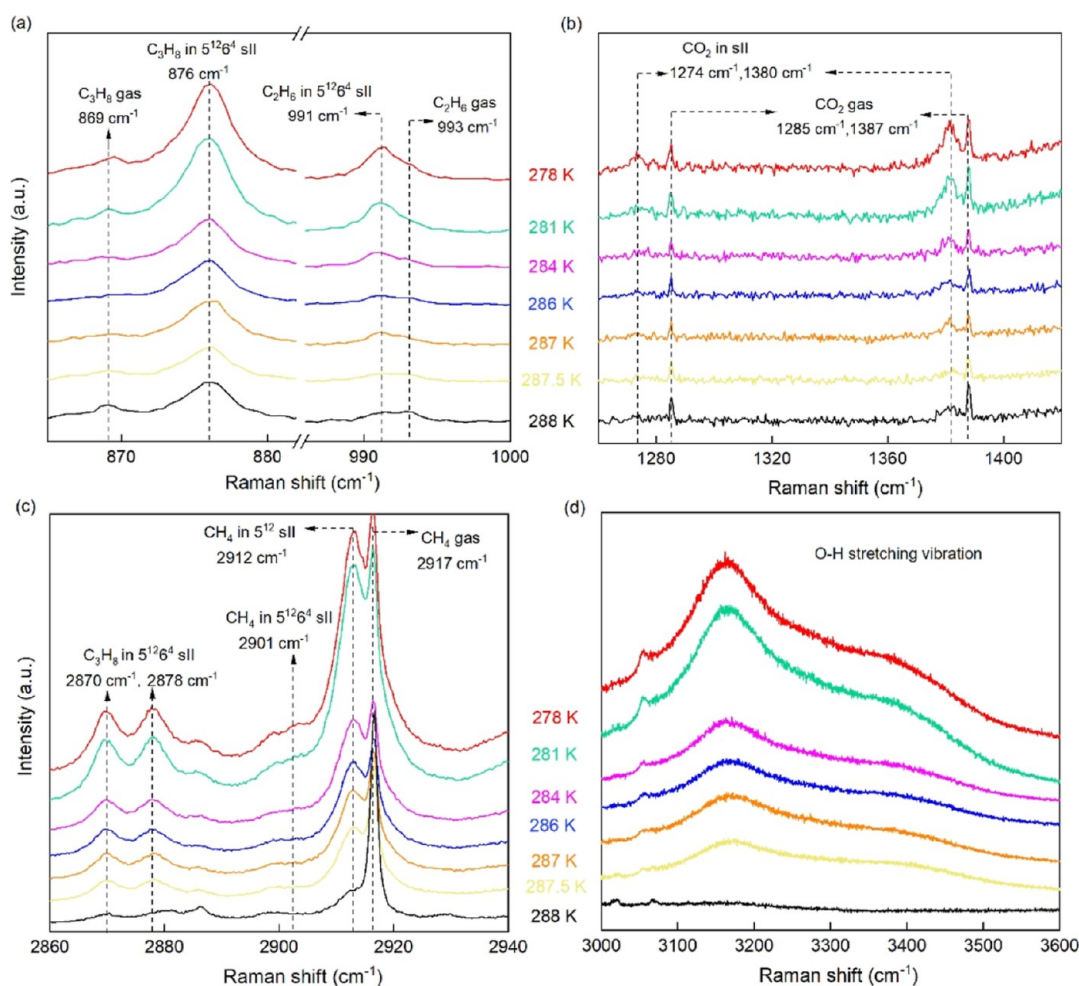 (a)
C₃H₈ in 5¹²6⁴ sII
876 cm⁻¹
C₃H₈ gas
869 cm⁻¹
C₂H₆ in 5¹²6⁴ sII
991 cm⁻¹
C₂H₆ gas
993 cm⁻¹
278 K
281 K
284 K
286 K
287 K
287.5 K
288 K
Intensity (a.u.)
870 880 990 1000
Raman shift (cm⁻¹)
(b)
CO₂ in sII
1274 cm⁻¹,1380 cm⁻¹
CO₂ gas
1285 cm⁻¹,1387 cm⁻¹
1280 1320 1360 1400
Raman shift (cm⁻¹)
(c)
CH₄ in 5¹² sII
2912 cm⁻¹
CH₄ gas
2917 cm⁻¹
CH₄ in 5¹²6⁴ sII
2901 cm⁻¹
C₃H₈ in 5¹²6⁴ sII
2870 cm⁻¹, 2878 cm⁻¹
278 K
281 K
284 K
286 K
287 K
287.5 K
288 K
Intensity (a.u.)
2860 2880 2900 2920 2940
Raman shift (cm⁻¹)
(d)
O-H stretching vibration
3000 3100 3200 3300 3400 3500 3600
Raman shift (cm⁻¹)